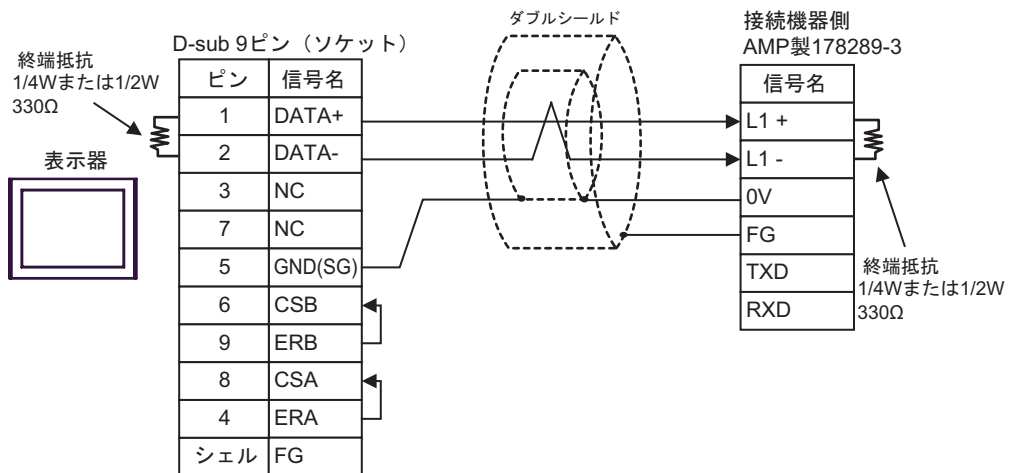 ダブルシールド
D-sub 9ピン（ソケット）
接続機器側
AMP製178289-3
終端抵抗
1/4Wまたは1/2W
330Ω
表示器
ピン 信号名
1 DATA+
2 DATA-
3 NC
7 NC
5 GND(SG)
6 CSB
9 ERB
8 CSA
4 ERA
シェル FG
信号名
L1 +
L1 -
0V
FG
TXD
RXD
終端抵抗
1/4Wまたは1/2W
330Ω